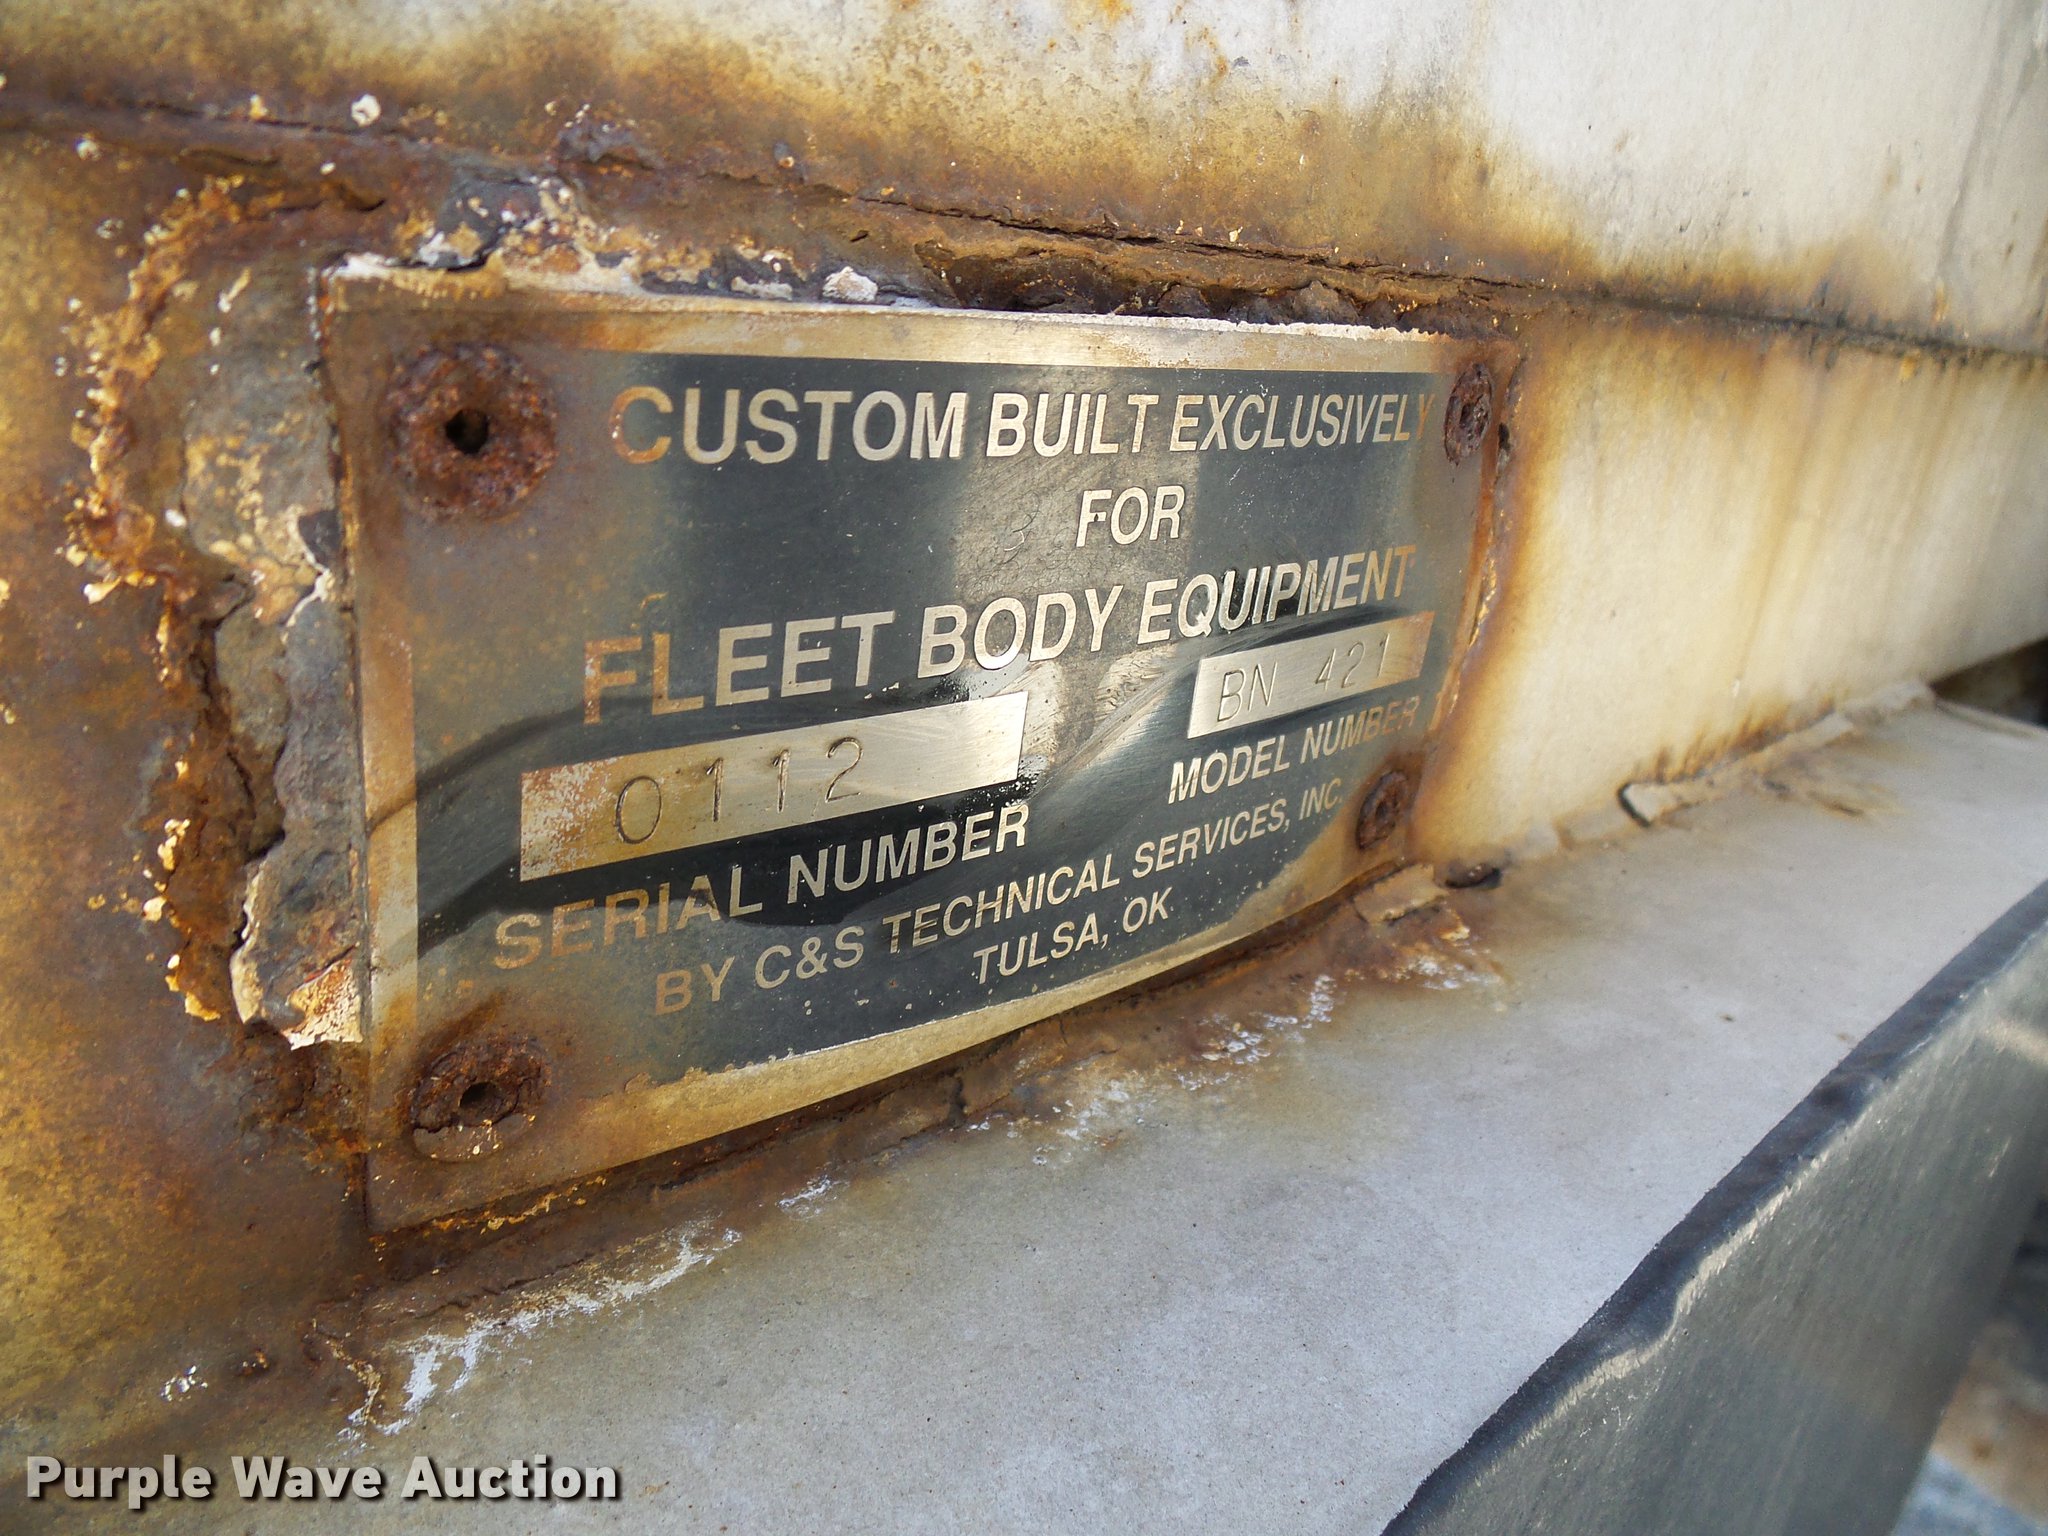 CUSTOM BUILT EXCLUSIVELY
FOR
FLEET BODY EQUIPMENT
0112
BN 421
SERIAL NUMBER
MODEL NUMBER
BY C&S TECHNICAL SERVICES, INC.
TULSA, OK
Purple Wave Auction